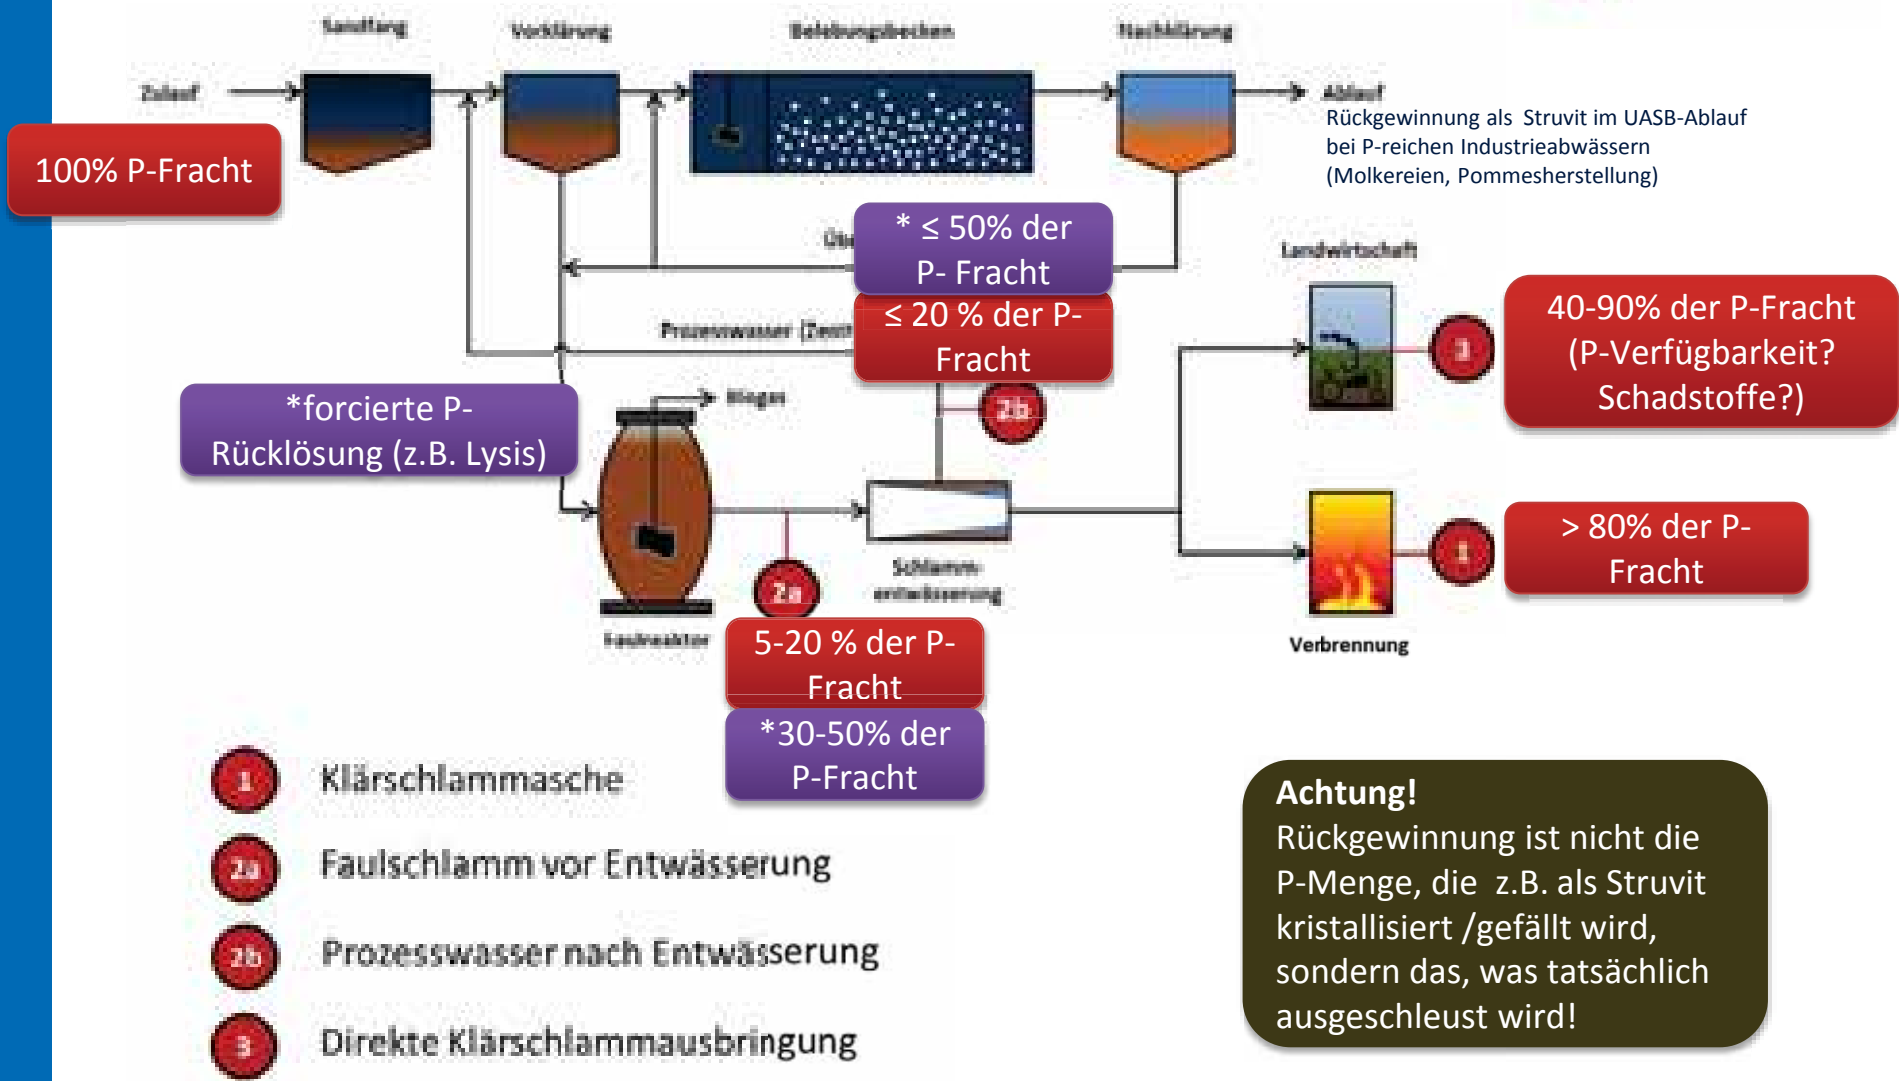 Sandfang
Vorklärung
Belebungsbecken
Nachklärung
Zulauf
Ablauf
Rückgewinnung als Struvit im UASB-Ablauf
bei P-reichen Industrieabwässern
(Molkereien, Pommesherstellung)
100% P-Fracht
* ≤ 50% der
P- Fracht
Landwirtschaft
≤ 20 % der P-
Fracht
Prozesswasser
40-90% der P-Fracht
(P-Verfügbarkeit?
Schadstoffe?)
3
*forcierte P-
Rücklösung (z.B. Lysis)
Biogas
2b
> 80% der P-
Fracht
1
Schlamm-
entwässerung
2a
Faulreaktor
Verbrennung
5-20 % der P-
Fracht
*30-50% der
P-Fracht
1 Klärschlammasche
2a Faulschlamm vor Entwässerung
2b Prozesswasser nach Entwässerung
3 Direkte Klärschlammausbringung
Achtung!
Rückgewinnung ist nicht die
P-Menge, die z.B. als Struvit
kristallisiert /gefällt wird,
sondern das, was tatsächlich
ausgeschleust wird!